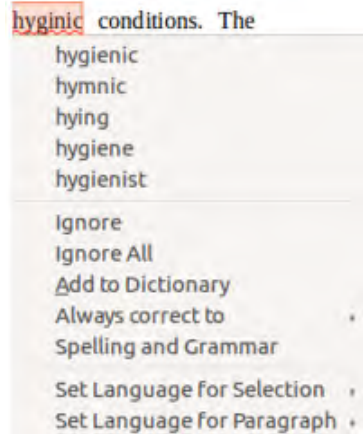 hyginic conditions. The
hygienic
hymnic
hying
hygiene
hygienist
Ignore
Ignore All
Add to Dictionary
Always correct to
Spelling and Grammar
Set Language for Selection
Set Language for Paragraph